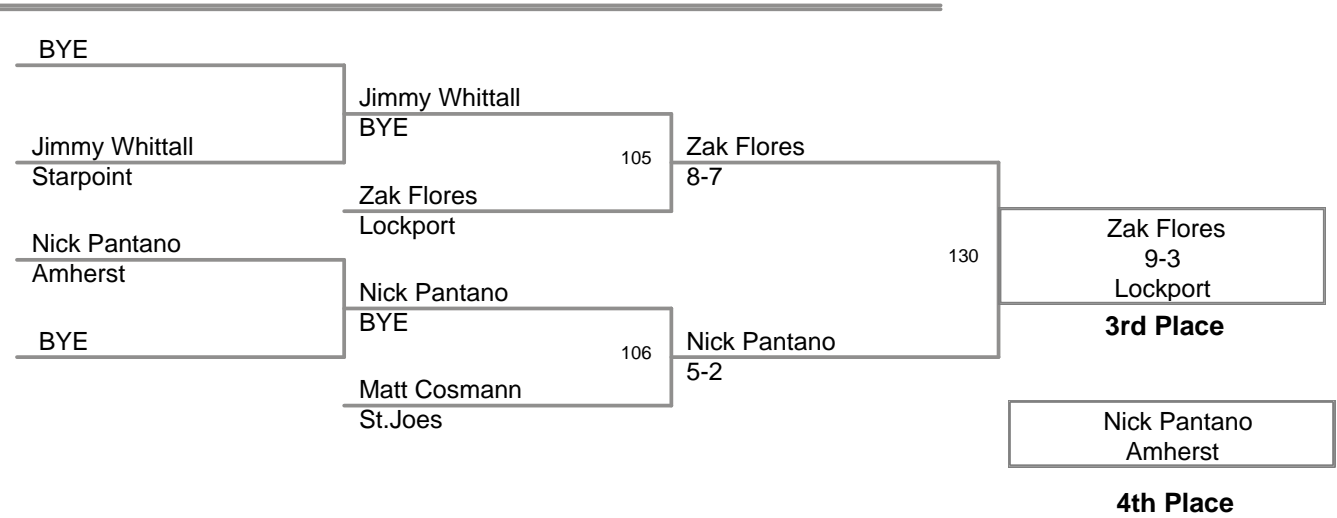 BYE
Jimmy Whittall
Starpoint
Nick Pantano
Amherst
BYE
Jimmy Whittall
BYE
Zak Flores
Lockport
Nick Pantano
BYE
Matt Cosmann
St.Joes
105
106
Zak Flores
8-7
Nick Pantano
5-2
130
Zak Flores
9-3
Lockport
3rd Place
Nick Pantano
Amherst
4th Place